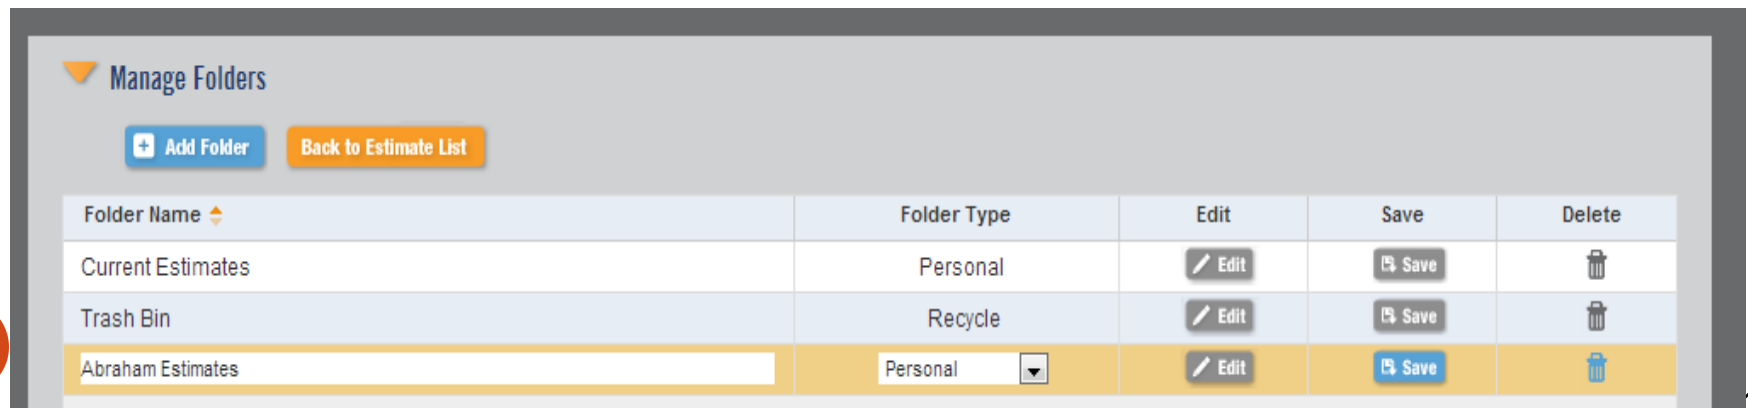 Manage Folders
Add Folder Back to Estimate List
Folder Name Folder Type Edit Save Delete
Current Estimates Personal Edit Save
Trash Bin Recycle Edit Save
Abraham Estimates Personal Edit Save